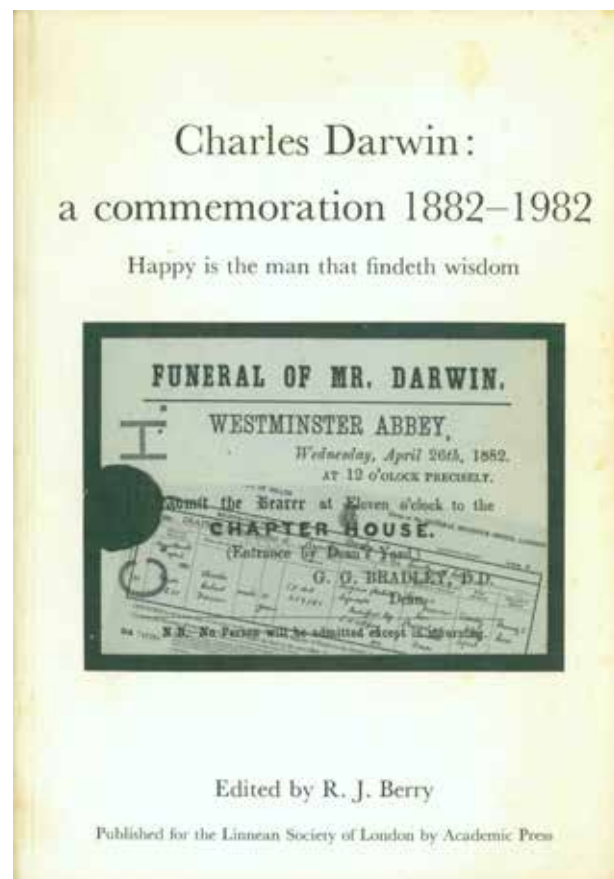 Charles Darwin:
a commemoration 1882–1982
Happy is the man that findeth wisdom
FUNERAL OF MR. DARWIN.
WESTMINSTER ABBEY,
Wednesday, April 26th, 1882.
AT 12 O'CLOCK PRECISELY.
Admit the Bearer at Eleven o'clock to the
CHAPTER HOUSE.
(Entrance by Dean's Yard.)
G. G. BRADLEY, D.D.
Dean.
N.B. No Person will be admitted except in mourning.
Edited by R. J. Berry
Published for the Linnean Society of London by Academic Press